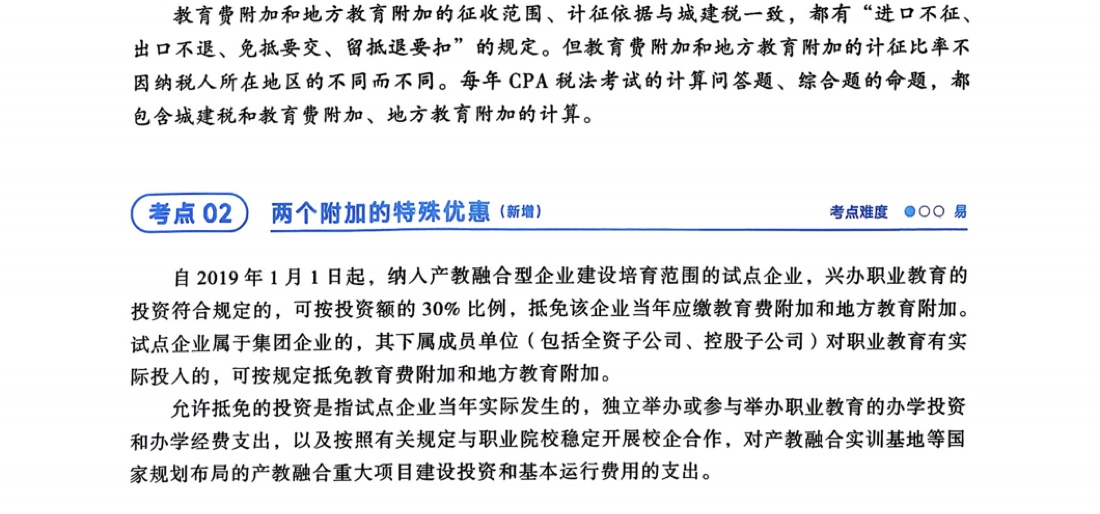 教育费附加和地方教育附加的征收范围、计征依据与城建税一致，都有“进口不征、
出口不退、免抵要交、留抵退要扣”的规定。但教育费附加和地方教育附加的计征比率不
因纳税人所在地区的不同而不同。每年 CPA 税法考试的计算问答题、综合题的命题，都
包含城建税和教育费附加、地方教育附加的计算。
考点 02 两个附加的特殊优惠（新增） 考点难度 易
自 2019 年 1 月 1 日起，纳入产教融合型企业建设培育范围的试点企业，兴办职业教育的
投资符合规定的，可按投资额的 30% 比例，抵免该企业当年应缴教育费附加和地方教育附加。
试点企业属于集团企业的，其下属成员单位（包括全资子公司、控股子公司）对职业教育有实
际投入的，可按规定抵免教育费附加和地方教育附加。
允许抵免的投资是指试点企业当年实际发生的，独立举办或参与举办职业教育的办学投资
和办学经费支出，以及按照有关规定与职业院校稳定开展校企合作，对产教融合实训基地等国
家规划布局的产教融合重大项目建设投资和基本运行费用的支出。